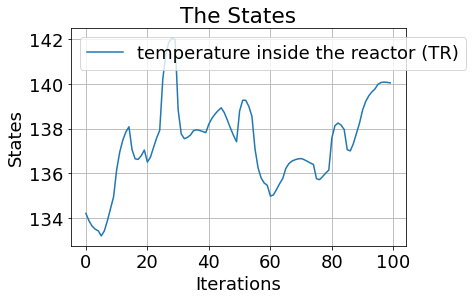 The States
temperature inside the reactor (TR)
States
142
140
138
136
134
0 20 40 60 80 100
Iterations